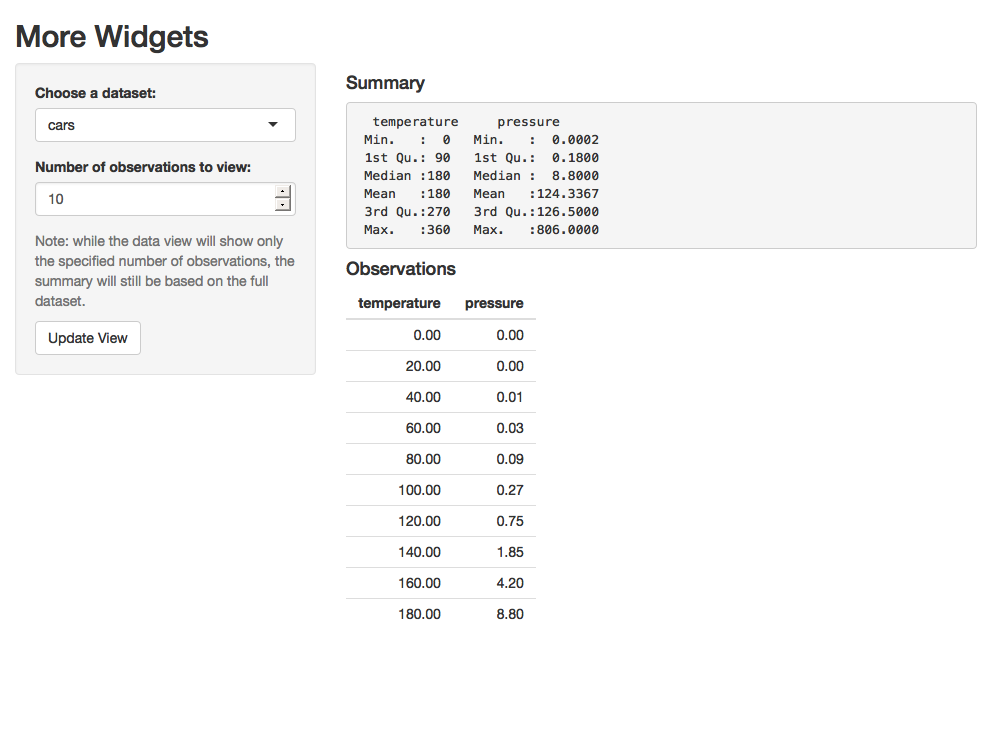 More Widgets
Choose a dataset:
cars
Number of observations to view:
10
Note: while the data view will show only
the specified number of observations, the
summary will still be based on the full
dataset.
Update View
Summary
temperature pressure
Min. : 0 Min. : 0.0002
1st Qu.: 90 1st Qu.: 0.1800
Median :180 Median : 8.8000
Mean :180 Mean :124.3367
3rd Qu.:270 3rd Qu.:126.5000
Max. :360 Max. :806.0000
Observations
temperature pressure
0.00 0.00
20.00 0.00
40.00 0.01
60.00 0.03
80.00 0.09
100.00 0.27
120.00 0.75
140.00 1.85
160.00 4.20
180.00 8.80